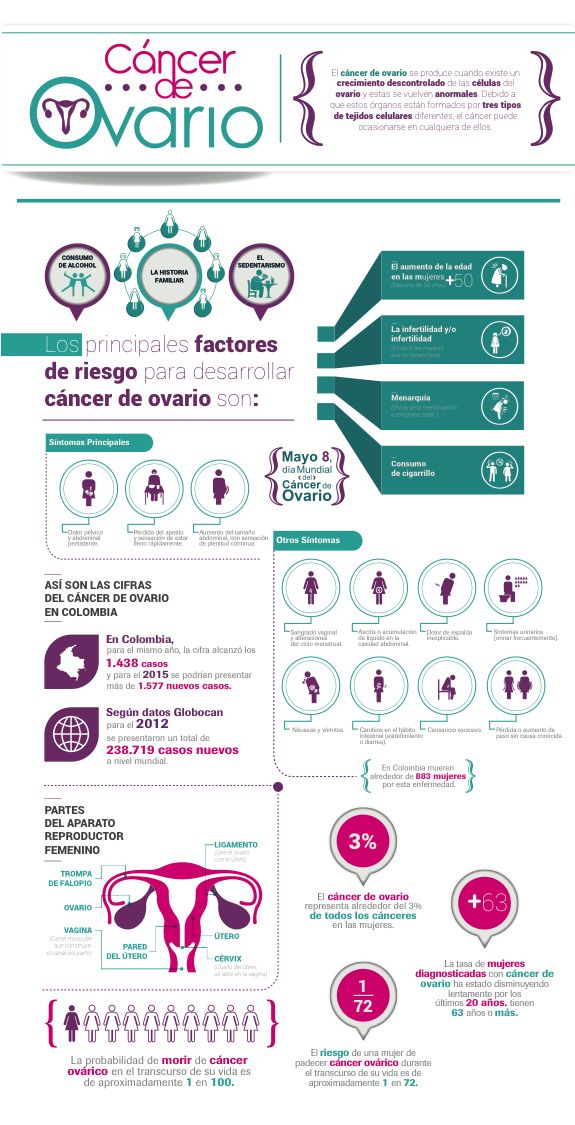 Cáncer
de
Ovario
El cáncer de ovario se produce cuando existe un
crecimiento descontrolado de las células del
ovario y estas se vuelven anormales. Debido a
que estos órganos están formados por tres tipos
de tejidos celulares diferentes, el cáncer puede
ocasionarse en cualquiera de ellos.
CONSUMO
DE ALCOHOL
LA HISTORIA
FAMILIAR
EL
SEDENTARISMO
Los principales factores
de riesgo para desarrollar
cáncer de ovario son:
El aumento de la edad
en las mujeres +50
(Mayores de 50 años)
La infertilidad y/o
infertilidad
(Es decir las mujeres
que no tienen hijos)
Menarquía
(Inicio de la menstruación
a temprana edad.)
Consumo
de cigarrillo
Síntomas Principales
Dolor pélvico
y abdominal
persistente.
Pérdida del apetito
y sensación de estar
lleno rápidamente.
Aumento del tamaño
abdominal, con sensación
de plenitud continua.
Mayo 8,
día Mundial
del
Cáncer de
Ovario
Otros Síntomas
Sangrado vaginal
y alteraciones
del ciclo menstrual.
Ascitis o acumulación
de líquido en la
cavidad abdominal.
Dolor de espalda
inexplicable.
Síntomas urinarios
(orinar frecuentemente).
Náuseas y vómitos.
Cambios en el hábito
intestinal (estreñimiento
o diarrea).
Cansancio excesivo.
Pérdida o aumento de
peso sin causa conocida.
ASÍ SON LAS CIFRAS
DEL CÁNCER DE OVARIO
EN COLOMBIA
En Colombia,
para el mismo año, la cifra alcanzó los
1.438 casos
y para el 2015 se podrían presentar
más de 1.577 nuevos casos.
Según datos Globocan
para el 2012
se presentaron un total de
238.719 casos nuevos
a nivel mundial.
En Colombia mueren
alrededor de 883 mujeres
por esta enfermedad.
PARTES
DEL APARATO
REPRODUCTOR
FEMENINO
LIGAMENTO
(Une el ovario
con el útero)
TROMPA
DE FALOPIO
OVARIO
VAGINA
(Canal muscular
que construye
el canal del parto)
PARED
DEL ÚTERO
ÚTERO
CÉRVIX
(Cuello del útero,
se abre en la vagina)
3%
El cáncer de ovario
representa alrededor del 3%
de todos los cánceres
en las mujeres.
+63
La tasa de mujeres
diagnosticadas con cáncer de
ovario ha estado disminuyendo
lentamente por los
últimos 20 años. tienen
63 años o más.
1
72
El riesgo de una mujer de
padecer cáncer ovárico durante
el transcurso de su vida es de
aproximadamente 1 en 72.
La probabilidad de morir de cáncer
ovárico en el transcurso de su vida es
de aproximadamente 1 en 100.